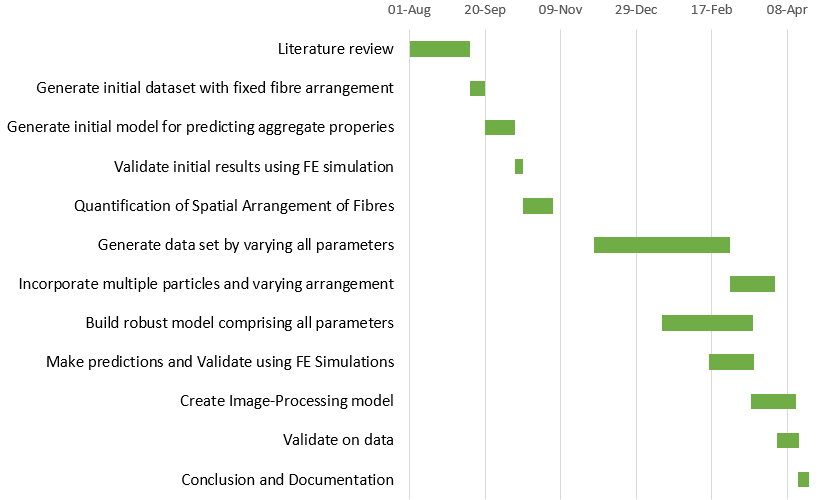 01-Aug 20-Sep 09-Nov 29-Dec 17-Feb 08-Apr
Literature review
Generate initial dataset with fixed fibre arrangement
Generate initial model for predicting aggregate properies
Validate initial results using FE simulation
Quantification of Spatial Arrangement of Fibres
Generate data set by varying all parameters
Incorporate multiple particles and varying arrangement
Build robust model comprising all parameters
Make predictions and Validate using FE Simulations
Create Image-Processing model
Validate on data
Conclusion and Documentation